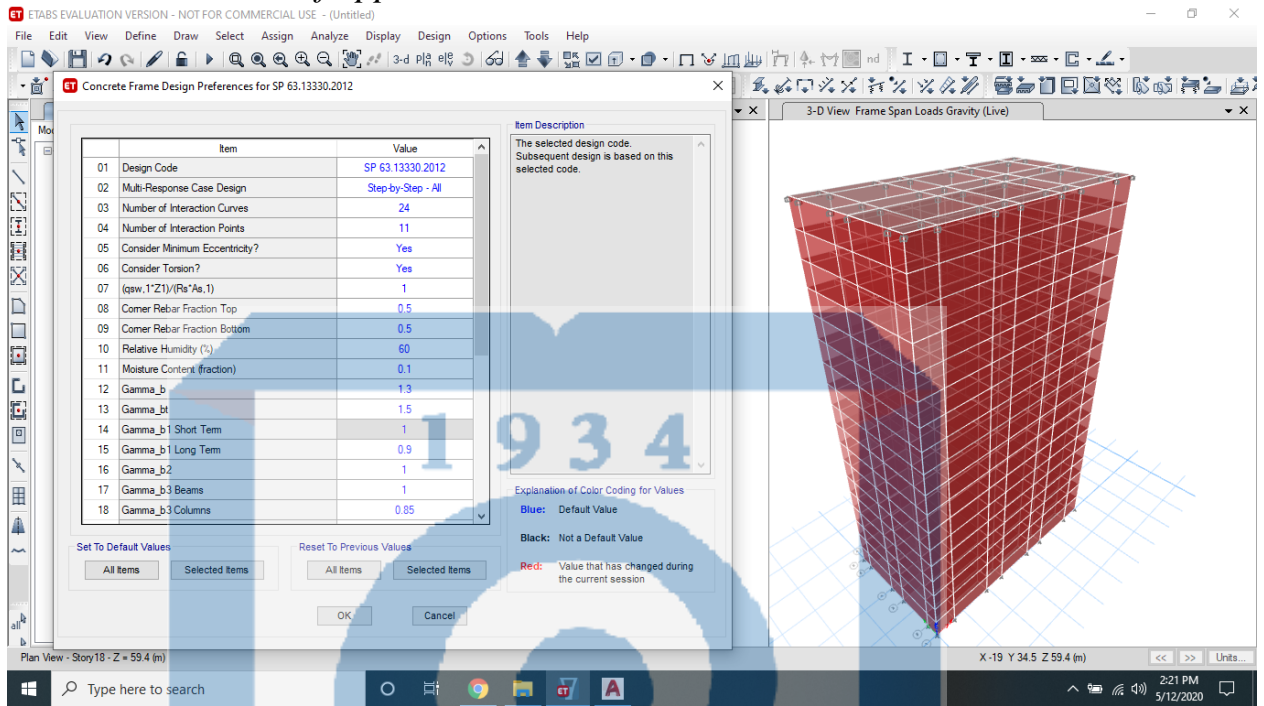 ETABS EVALUATION VERSION - NOT FOR COMMERCIAL USE - (Untitled)
File Edit View Define Draw Select Assign Analyze Display Design Options Tools Help
3-d
nd
Concrete Frame Design Preferences for SP 63.13330.2012
3-D View Frame Span Loads Gravity (Live)
Item Value
01 Design Code SP 63.13330.2012
02 Multi-Response Case Design Step-by-Step - All
03 Number of Interaction Curves 24
04 Number of Interaction Points 11
05 Consider Minimum Eccentricity? Yes
06 Consider Torsion? Yes
07 (qsw,1*Z1)/(Rs*As,1) 1
08 Corner Rebar Fraction Top 0.5
09 Corner Rebar Fraction Bottom 0.5
10 Relative Humidity (%) 60
11 Moisture Content (fraction) 0.1
12 Gamma_b 1.3
13 Gamma_bt 1.5
14 Gamma_b1 Short Term 1
15 Gamma_b1 Long Term 0.9
16 Gamma_b2 1
17 Gamma_b3 Beams 1
18 Gamma_b3 Columns 0.85
Item Description
The selected design code.
Subsequent design is based on this
selected code.
1934
Explanation of Color Coding for Values
Blue: Default Value
Black: Not a Default Value
Red: Value that has changed during
the current session
Set To Default Values
All Items Selected Items
Reset To Previous Values
All Items Selected Items
OK Cancel
all
Plan View - Story18 - Z = 59.4 (m)
X -19 Y 34.5 Z 59.4 (m)
<< >> Units...
Type here to search
2:21 PM
5/12/2020